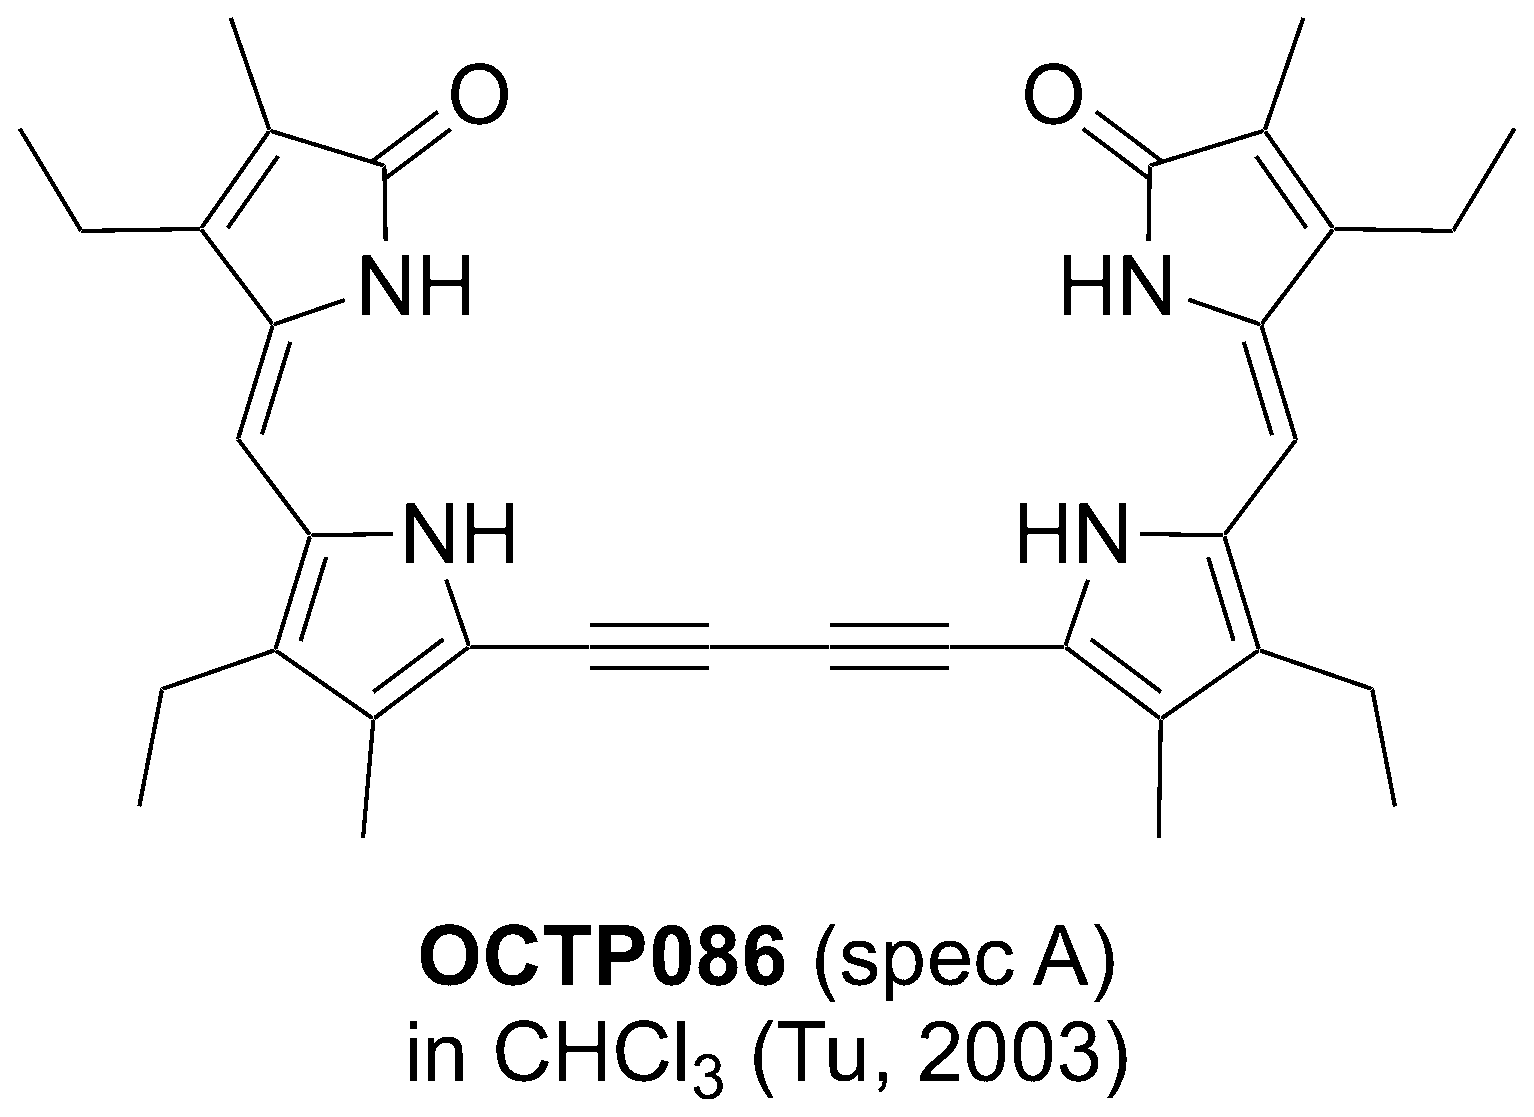 O O
NH HN
NH HN
OCTP086 (spec A)
in CHCl₃ (Tu, 2003)